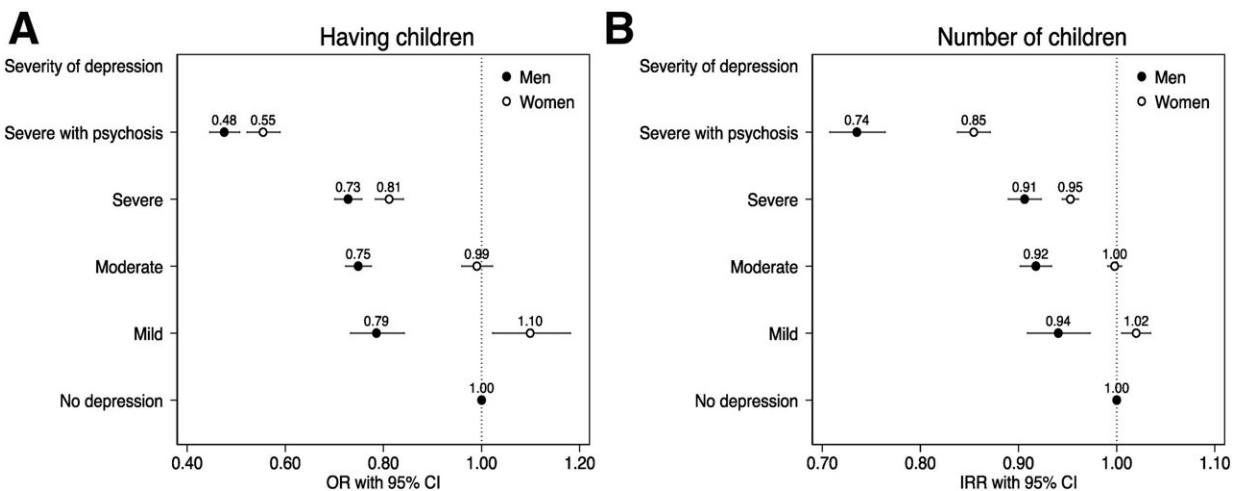 A
Having children
Severity of depression
Men
Women
Severe with psychosis
0.48 0.55
Severe
0.73 0.81
Moderate
0.75 0.99
Mild
0.79 1.10
No depression
1.00
0.40 0.60 0.80 1.00 1.20
OR with 95% CI
B
Number of children
Severity of depression
Men
Women
Severe with psychosis
0.74 0.85
Severe
0.91 0.95
Moderate
0.92 1.00
Mild
0.94 1.02
No depression
1.00
0.70 0.80 0.90 1.00 1.10
IRR with 95% CI